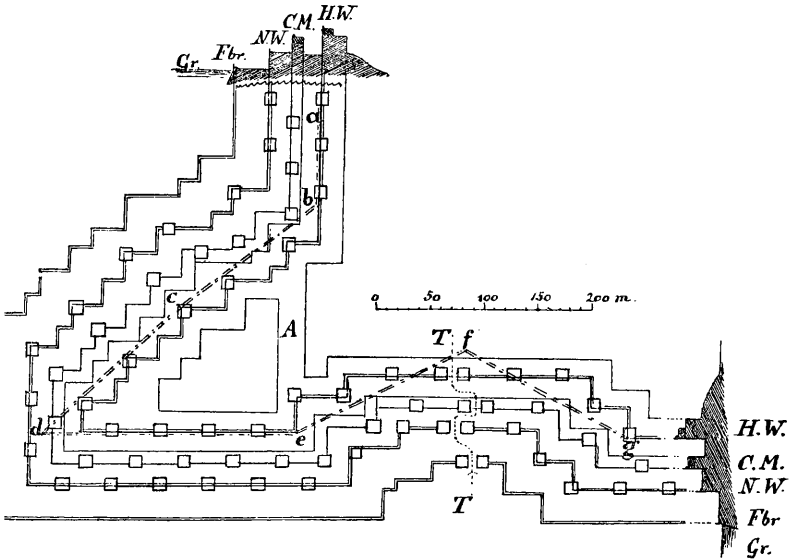 H.W.
C.M.
N.W.
Fbr.
Gr.
a
b
c
A
0 50 100 150 200 m.
T f
d e
g
H.W.
C.M.
N.W.
T
Fbr
Gr.